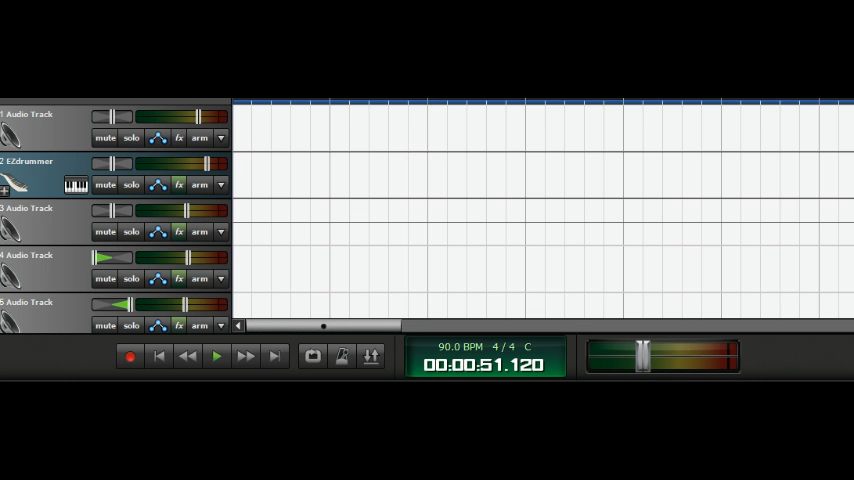 1 Audio Track
mute solo fx arm
2 EZdrummer
mute solo fx arm
3 Audio Track
mute solo fx arm
4 Audio Track
mute solo fx arm
5 Audio Track
mute solo fx arm
90.0 BPM 4 / 4 C
00:00:51.120